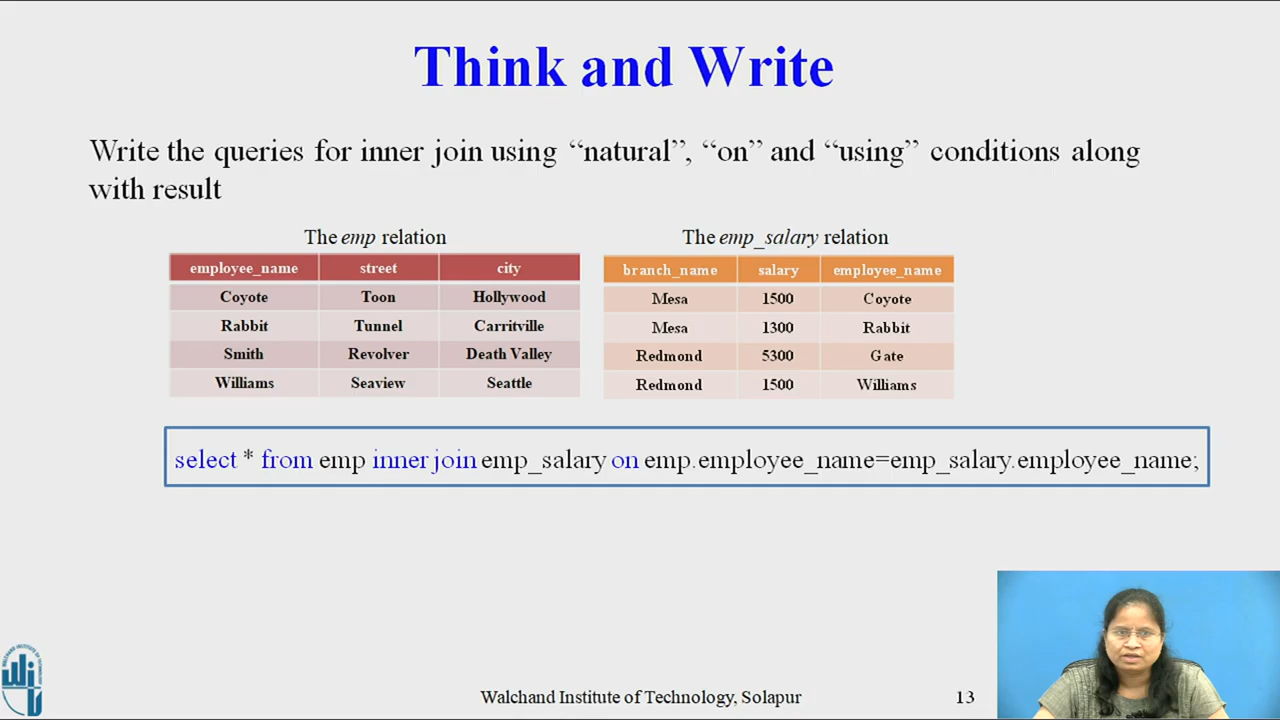 Think and Write
Write the queries for inner join using “natural”, “on” and “using” conditions along
with result
The emp relation
employee_name street city
Coyote Toon Hollywood
Rabbit Tunnel Carritville
Smith Revolver Death Valley
Williams Seaview Seattle
The emp_salary relation
branch_name salary employee_name
Mesa 1500 Coyote
Mesa 1300 Rabbit
Redmond 5300 Gate
Redmond 1500 Williams
select * from emp inner join emp_salary on emp.employee_name=emp_salary.employee_name;
Walchand Institute of Technology, Solapur
13